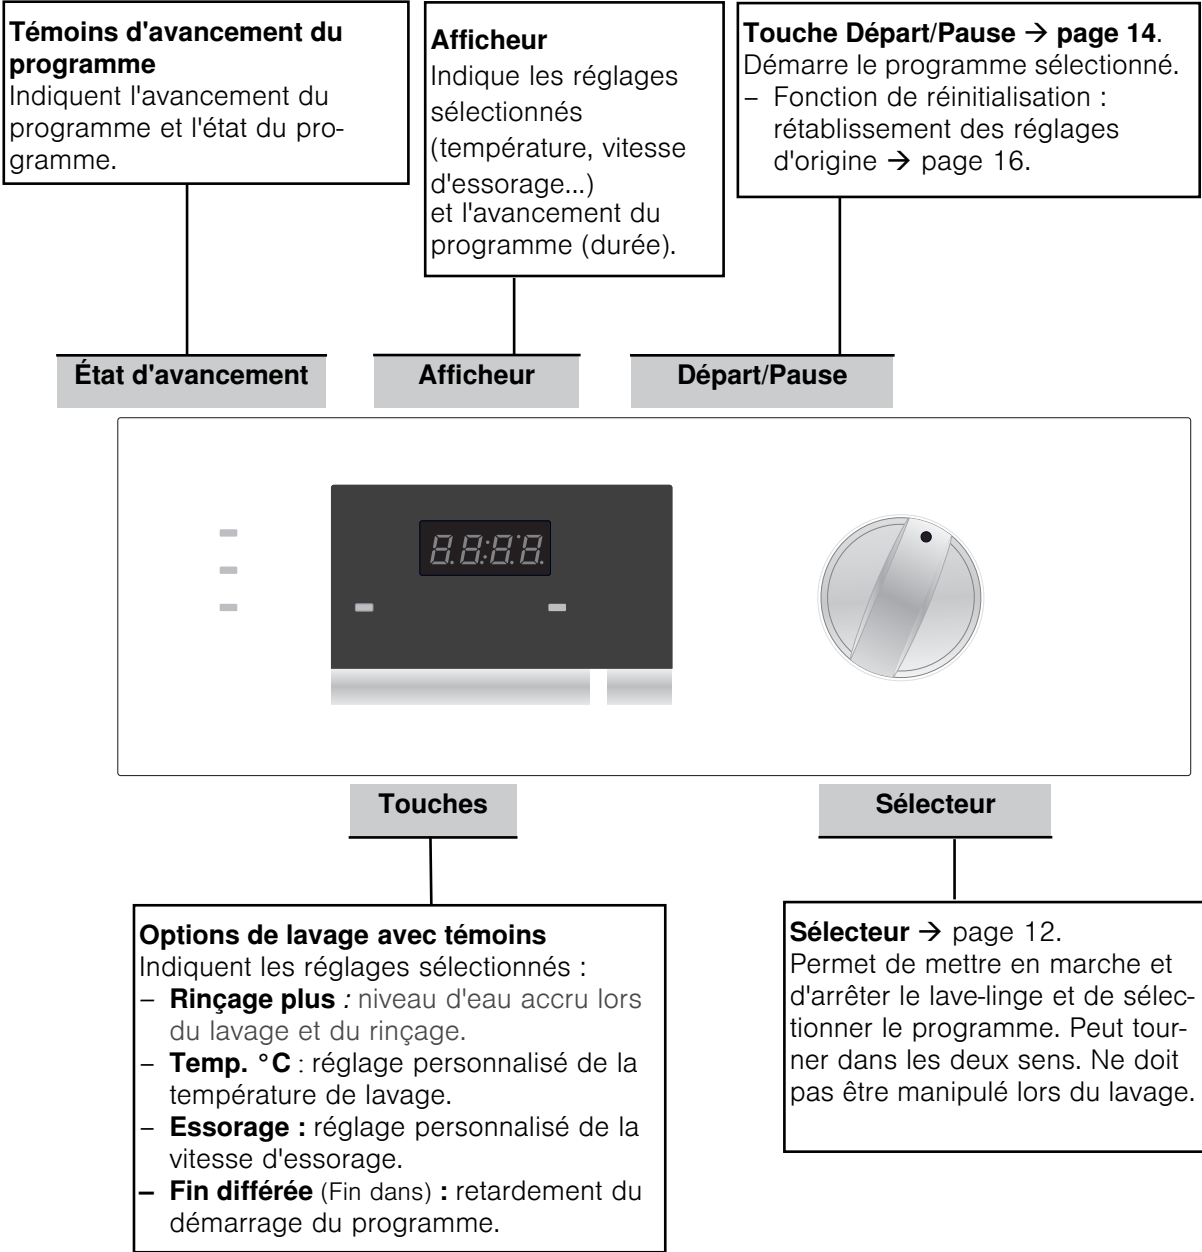 Témoins d'avancement du
programme
Indiquent l'avancement du
programme et l'état du pro-
gramme.
Afficheur
Indique les réglages
sélectionnés
(température, vitesse
d'essorage...)
et l'avancement du
programme (durée).
Touche Départ/Pause → page 14.
Démarre le programme sélectionné.
– Fonction de réinitialisation :
rétablissement des réglages
d'origine → page 16.
État d'avancement
Afficheur
Départ/Pause
8.8:8.8.
Touches
Sélecteur
Options de lavage avec témoins
Indiquent les réglages sélectionnés :
– Rinçage plus : niveau d'eau accru lors
du lavage et du rinçage.
– Temp. °C : réglage personnalisé de la
température de lavage.
– Essorage : réglage personnalisé de la
vitesse d'essorage.
– Fin différée (Fin dans) : retardement du
démarrage du programme.
Sélecteur → page 12.
Permet de mettre en marche et
d'arrêter le lave-linge et de sélec-
tionner le programme. Peut tour-
ner dans les deux sens. Ne doit
pas être manipulé lors du lavage.